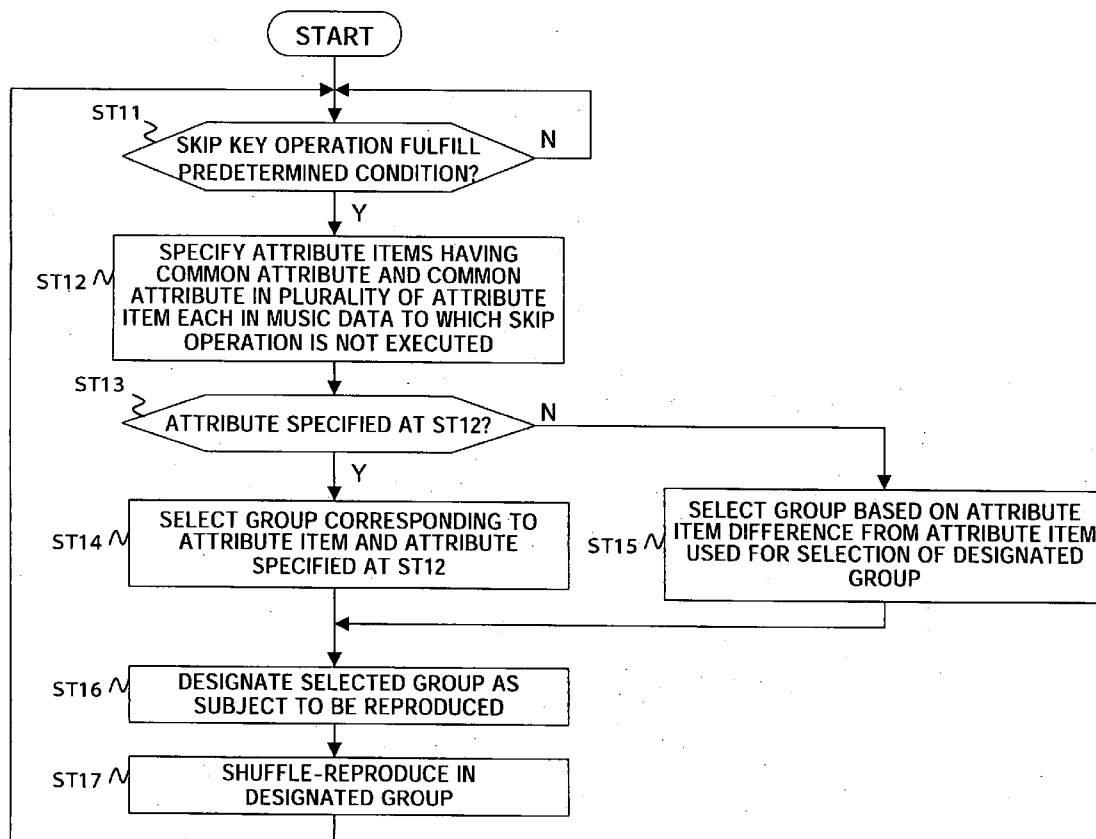 START
ST11
SKIP KEY OPERATION FULFILL
PREDETERMINED CONDITION?
N
Y
ST12
SPECIFY ATTRIBUTE ITEMS HAVING
COMMON ATTRIBUTE AND COMMON
ATTRIBUTE IN PLURALITY OF ATTRIBUTE
ITEM EACH IN MUSIC DATA TO WHICH SKIP
OPERATION IS NOT EXECUTED
ST13
ATTRIBUTE SPECIFIED AT ST12?
N
Y
ST14
SELECT GROUP CORRESPONDING TO
ATTRIBUTE ITEM AND ATTRIBUTE
SPECIFIED AT ST12
ST15
SELECT GROUP BASED ON ATTRIBUTE
ITEM DIFFERENCE FROM ATTRIBUTE ITEM
USED FOR SELECTION OF DESIGNATED
GROUP
ST16
DESIGNATE SELECTED GROUP AS
SUBJECT TO BE REPRODUCED
ST17
SHUFFLE-REPRODUCE IN
DESIGNATED GROUP